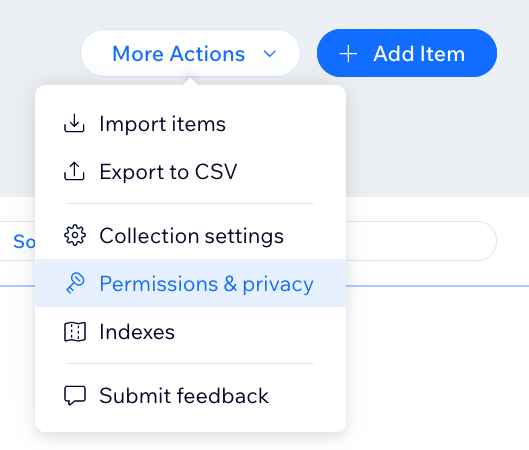 More Actions
Add Item
Import items
Export to CSV
So
Collection settings
Permissions & privacy
Indexes
Submit feedback